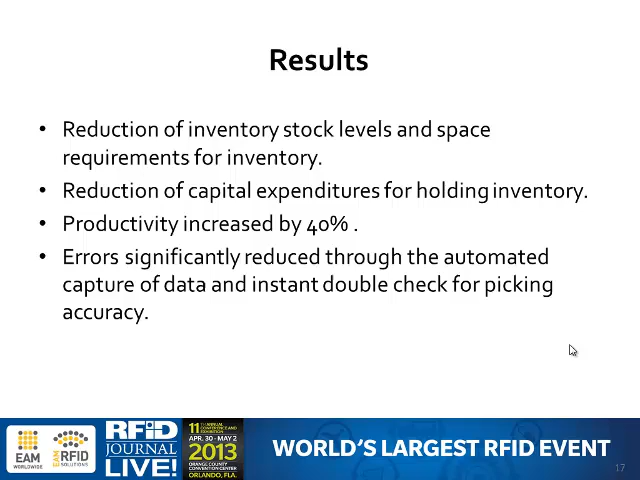 Results
• Reduction of inventory stock levels and space
requirements for inventory.
• Reduction of capital expenditures for holding inventory.
• Productivity increased by 40% .
• Errors significantly reduced through the automated
capture of data and instant double check for picking
accuracy.
EAM
WORLDWIDE
EAM RFID
SOLUTIONS
RFID
JOURNAL
LIVE!
11TH ANNUAL
CONFERENCE AND
EXHIBITION
APR. 30 - MAY 2
2013
ORANGE COUNTY
CONVENTION CENTER
ORLANDO, FLA.
WORLD'S LARGEST RFID EVENT
17